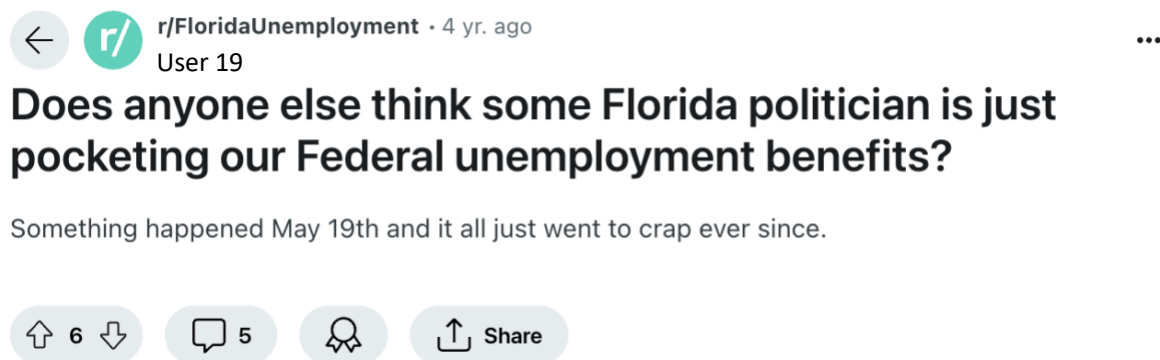 r/ r/FloridaUnemployment • 4 yr. ago
User 19
Does anyone else think some Florida politician is just
pocketing our Federal unemployment benefits?
Something happened May 19th and it all just went to crap ever since.
6 5 Share